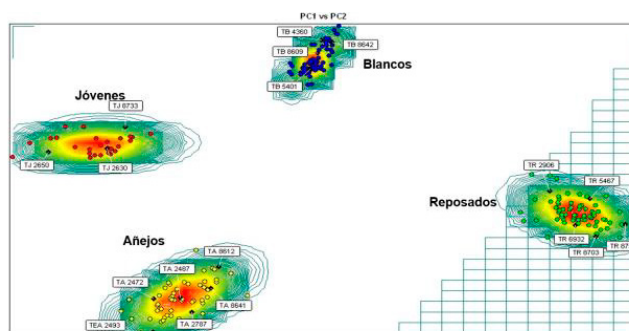 PC1 vs PC2
TB 4360
TB 8642
TB 8609
Blancos
TB 5401
Jóvenes
TJ 8733
TJ 2650
TJ 2630
TR 2906
TR 5467
Reposados
TR 6932
TR 8703
Añejos
TA 8612
TA 2487
TA 2472
TA 8641
TEA 2493
TA 2787